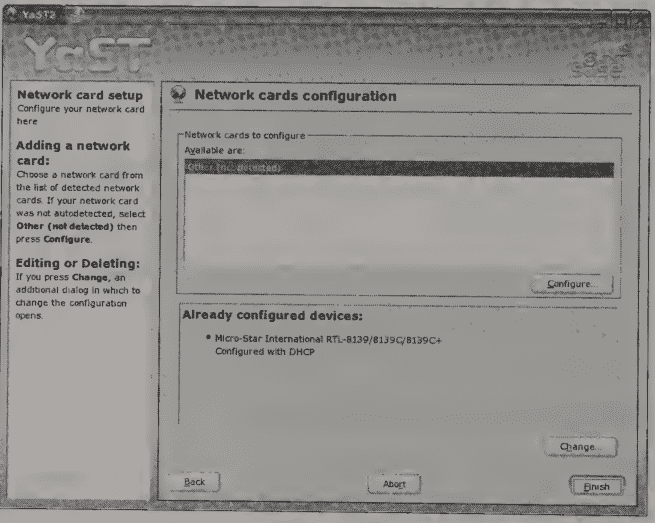 YaST2
YaST
Network card setup
Configure your network card
here
Adding a network
card:
Choose a network card from
the list of detected network
cards. If your network card
was not autodetected, select
Other (not detected) then
press Configure.
Editing or Deleting:
If you press Change, an
additional dialog in which to
change the configuration
opens.
Network cards configuration
Network cards to configure
Available are:
Other (not detected)
Configure...
Already configured devices:
• Micro-Star International RTL-8139/8139C/8139C+
Configured with DHCP
Change...
Back
Abort
Finish